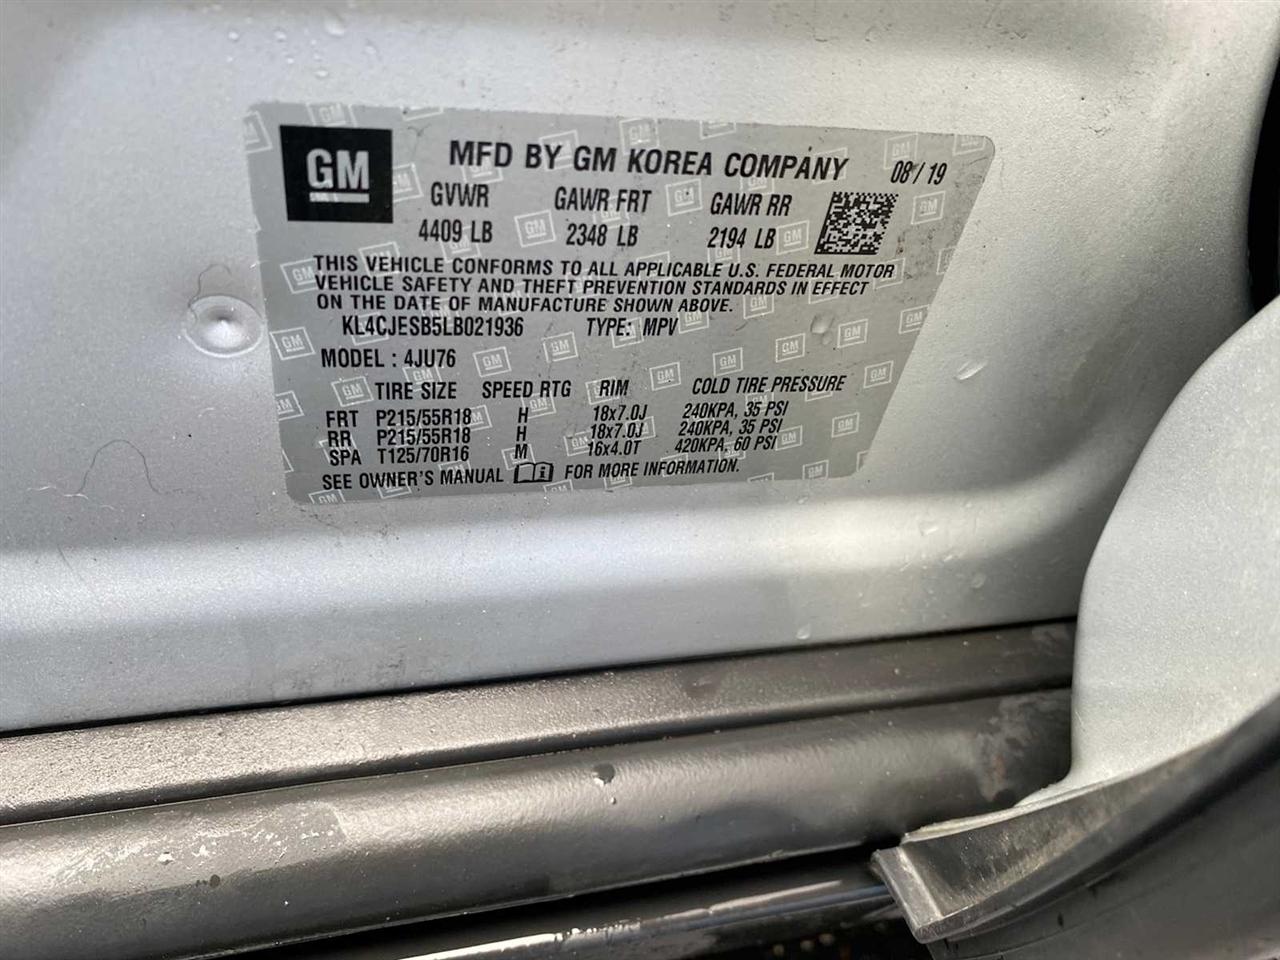 GM
MFD BY GM KOREA COMPANY 08/19
GVWR GAWR FRT GAWR RR
4409 LB 2348 LB 2194 LB
THIS VEHICLE CONFORMS TO ALL APPLICABLE U.S. FEDERAL MOTOR
VEHICLE SAFETY AND THEFT PREVENTION STANDARDS IN EFFECT
ON THE DATE OF MANUFACTURE SHOWN ABOVE.
KL4CJESB5LB021936 TYPE: MPV
MODEL : 4JU76
TIRE SIZE SPEED RTG RIM COLD TIRE PRESSURE
FRT P215/55R18 H 18x7.0J 240KPA, 35 PSI
RR P215/55R18 H 18x7.0J 240KPA, 35 PSI
SPA T125/70R16 M 16x4.0T 420KPA, 60 PSI
SEE OWNER'S MANUAL FOR MORE INFORMATION.